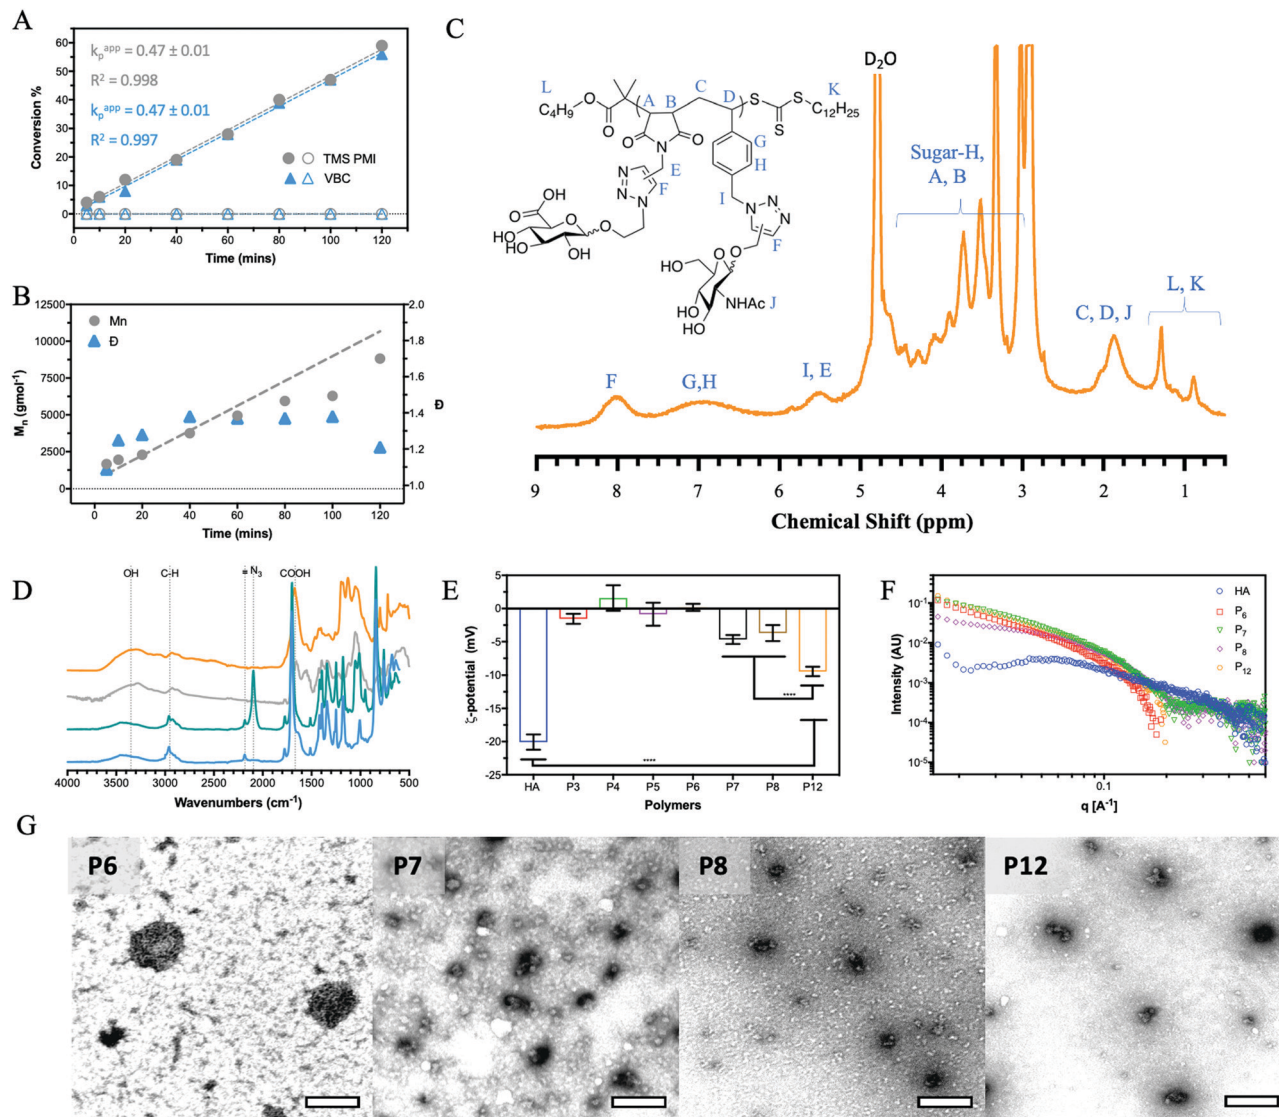 A
k_p^app = 0.47 ± 0.01
R² = 0.998
k_p^app = 0.47 ± 0.01
R² = 0.997
TMS PMI
VBC
Conversion %
60
50
40
30
20
10
0
0 20 40 60 80 100 120
Time (mins)
B
Mn
Đ
M_n (gmol⁻¹)
12500
10000
7500
5000
2500
0
2.0
1.8
1.6
1.4
1.2
1.0
Đ
0 20 40 60 80 100 120
Time (mins)
C
D₂O
L
C₄H₉
O
O
A
B
C
D
S
S
S
K
C₁₂H₂₅
O
N
O
G
H
E
N
N
N
F
I
N
N
N
F
O
OH
HO
HO
O
OH
O
O
HO
HO
HO
O
NHAc
J
Sugar-H,
A, B
L, K
C, D, J
F
G,H
I, E
9 8 7 6 5 4 3 2 1
Chemical Shift (ppm)
D
OH
C-H
≡
N₃
COOH
4000 3500 3000 2500 2000 1500 1000 500
Wavenumbers (cm⁻¹)
E
ζ-potential (mV)
5
0
-5
-10
-15
-20
-25
****
****
HA P3 P4 P5 P6 P7 P8 P12
Polymers
F
Intensity (AU)
10⁻¹
10⁻²
10⁻³
10⁻⁴
10⁻⁵
HA
P₆
P₇
P₈
P₁₂
0.1
q [A⁻¹]
G
P6
P7
P8
P12